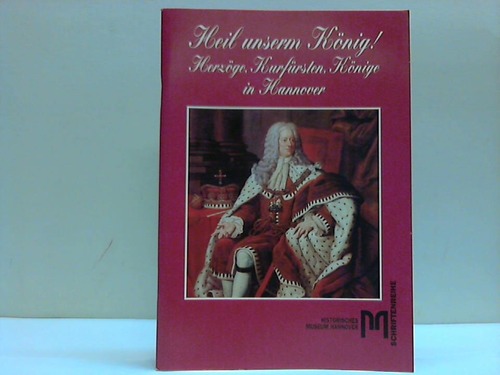 Heil unserm König!
Herzöge, Kurfürsten, Könige
in Hannover
HISTORISCHES
MUSEUM HANNOVER
SCHRIFTENREIHE